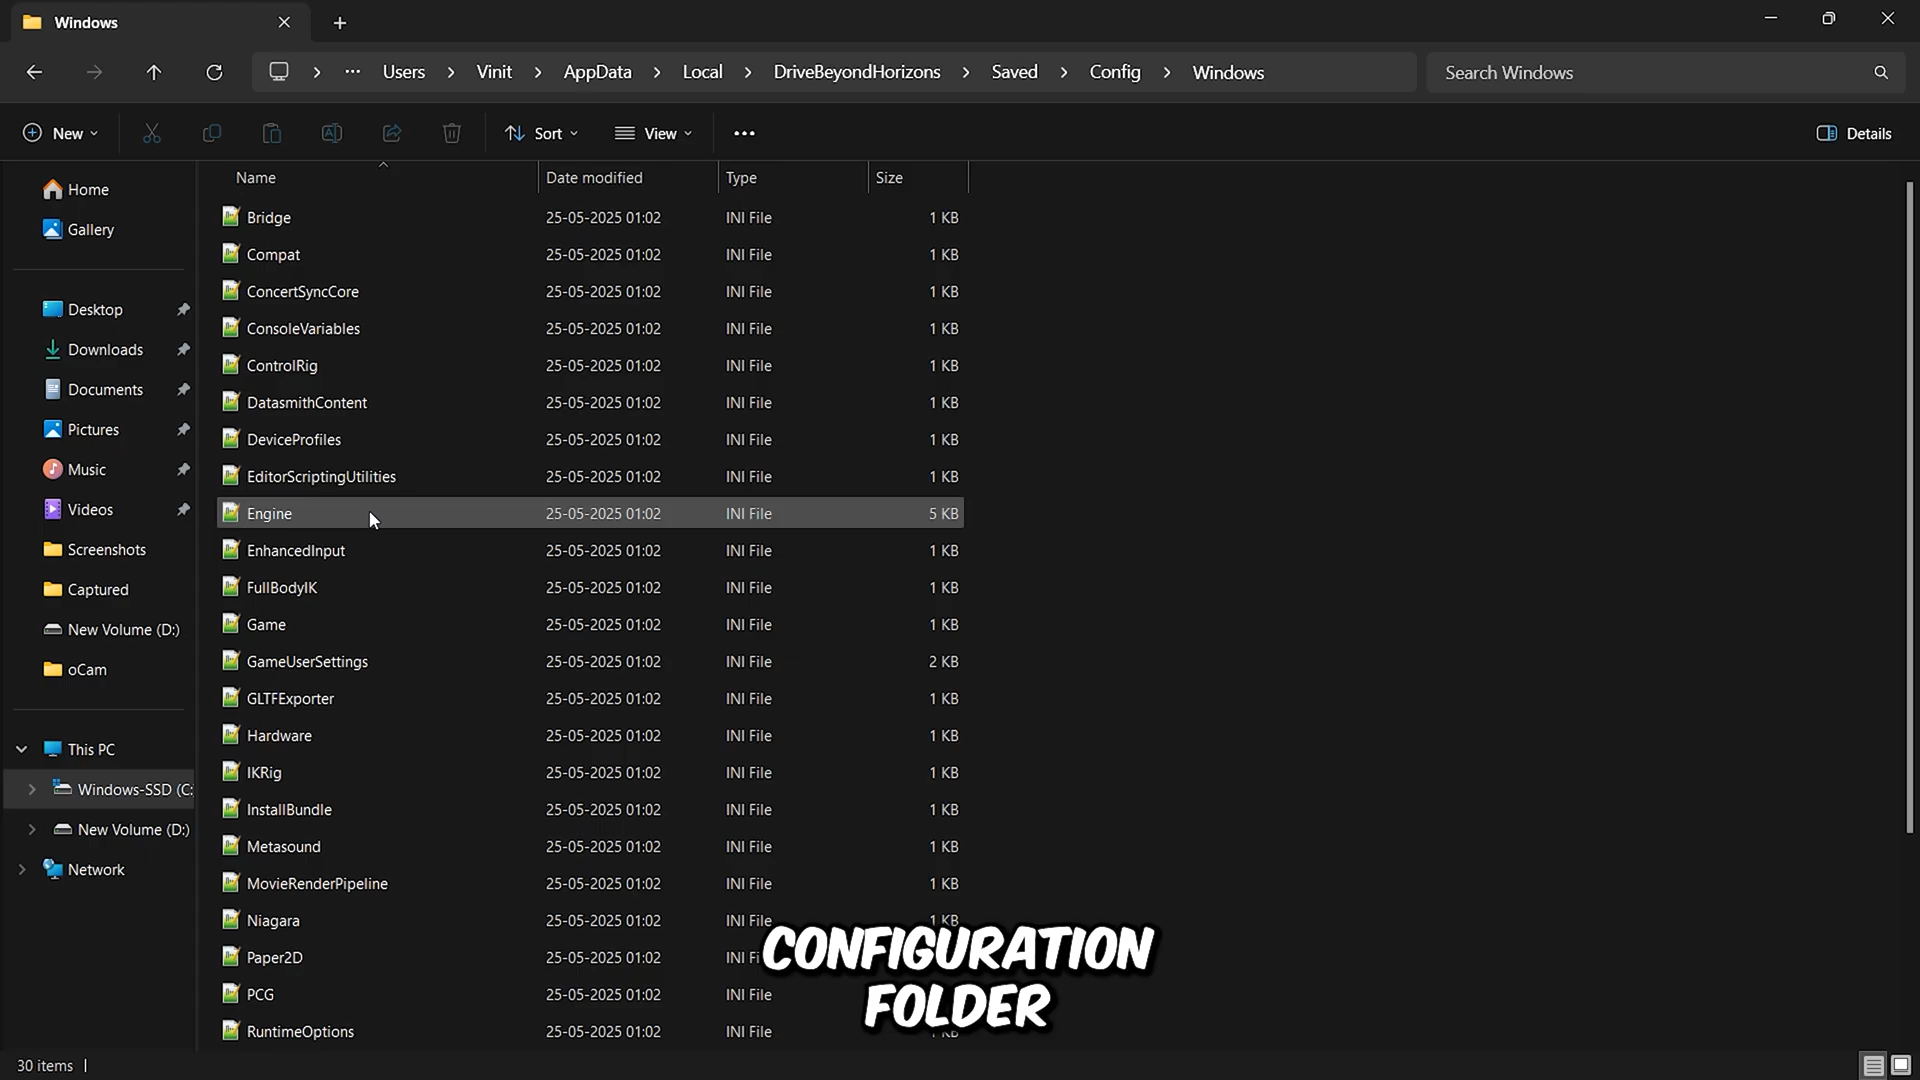 Windows
Users > Vinit > AppData > Local > DriveBeyondHorizons > Saved > Config > Windows
Search Windows
New
Sort
View
Details
Home
Gallery
Desktop
Downloads
Documents
Pictures
Music
Videos
Screenshots
Captured
New Volume (D:)
oCam
This PC
Windows-SSD (C:
New Volume (D:)
Network
Name Date modified Type Size
Bridge 25-05-2025 01:02 INI File 1 KB
Compat 25-05-2025 01:02 INI File 1 KB
ConcertSyncCore 25-05-2025 01:02 INI File 1 KB
ConsoleVariables 25-05-2025 01:02 INI File 1 KB
ControlRig 25-05-2025 01:02 INI File 1 KB
DatasmithContent 25-05-2025 01:02 INI File 1 KB
DeviceProfiles 25-05-2025 01:02 INI File 1 KB
EditorScriptingUtilities 25-05-2025 01:02 INI File 1 KB
Engine 25-05-2025 01:02 INI File 5 KB
EnhancedInput 25-05-2025 01:02 INI File 1 KB
FullBodyIK 25-05-2025 01:02 INI File 1 KB
Game 25-05-2025 01:02 INI File 1 KB
GameUserSettings 25-05-2025 01:02 INI File 2 KB
GLTFExporter 25-05-2025 01:02 INI File 1 KB
Hardware 25-05-2025 01:02 INI File 1 KB
IKRig 25-05-2025 01:02 INI File 1 KB
InstallBundle 25-05-2025 01:02 INI File 1 KB
Metasound 25-05-2025 01:02 INI File 1 KB
MovieRenderPipeline 25-05-2025 01:02 INI File 1 KB
Niagara 25-05-2025 01:02 INI File 1 KB
Paper2D 25-05-2025 01:02 INI
PCG 25-05-2025 01:02 INI File
RuntimeOptions 25-05-2025 01:02 INI File
CONFIGURATION
FOLDER
30 items